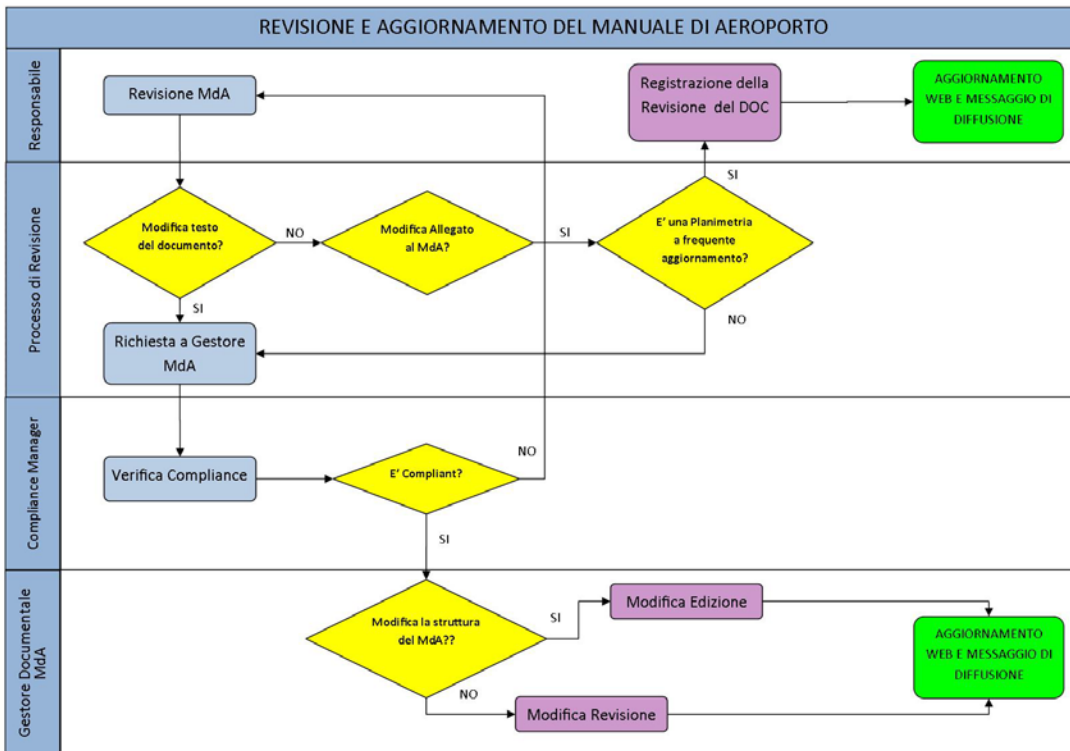 REVISIONE E AGGIORNAMENTO DEL MANUALE DI AEROPORTO
Responsabile
Revisione MdA
Registrazione della
Revisione del DOC
AGGIORNAMENTO
WEB E MESSAGGIO DI
DIFFUSIONE
Processo di Revisione
Modifica testo
del documento?
NO
Modifica Allegato
al MdA?
SI
E' una Planimetria
a frequente
aggiornamento?
SI
NO
SI
Richiesta a Gestore
MdA
Compliance Manager
Verifica Compliance
E' Compliant?
NO
SI
Gestore Documentale
MdA
Modifica la struttura
del MdA??
SI
Modifica Edizione
NO
Modifica Revisione
AGGIORNAMENTO
WEB E MESSAGGIO DI
DIFFUSIONE